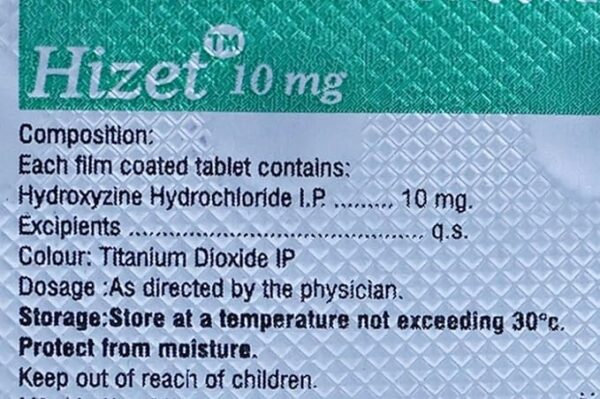 Hizet™ 10 mg
Composition:
Each film coated tablet contains:
Hydroxyzine Hydrochloride I.P. ......... 10 mg.
Excipients ............................................ q.s.
Colour: Titanium Dioxide IP
Dosage :As directed by the physician.
Storage:Store at a temperature not exceeding 30°c.
Protect from moisture.
Keep out of reach of children.